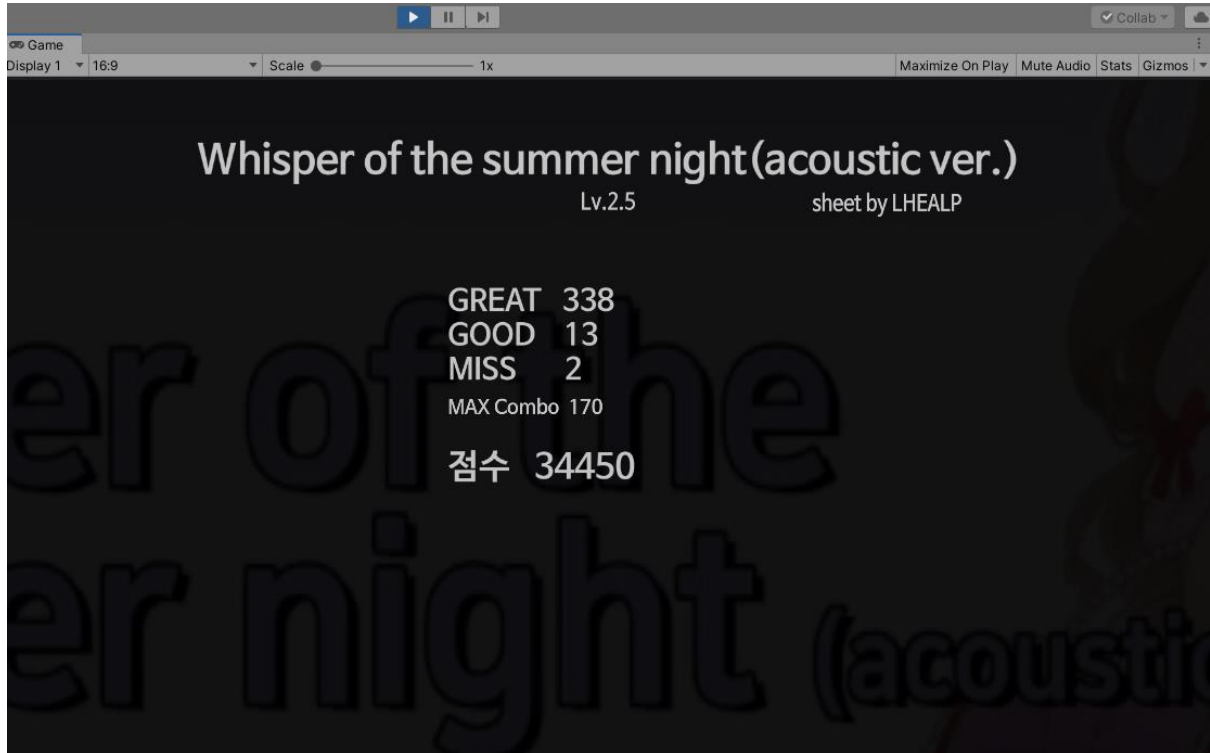 Collab
Game
Display 1 16:9 Scale 1x Maximize On Play Mute Audio Stats Gizmos
Whisper of the summer night(acoustic ver.)
Lv.2.5 sheet by LHEALP
GREAT 338
GOOD 13
MISS 2
MAX Combo 170
점수 34450
er of the
er night (acoustic